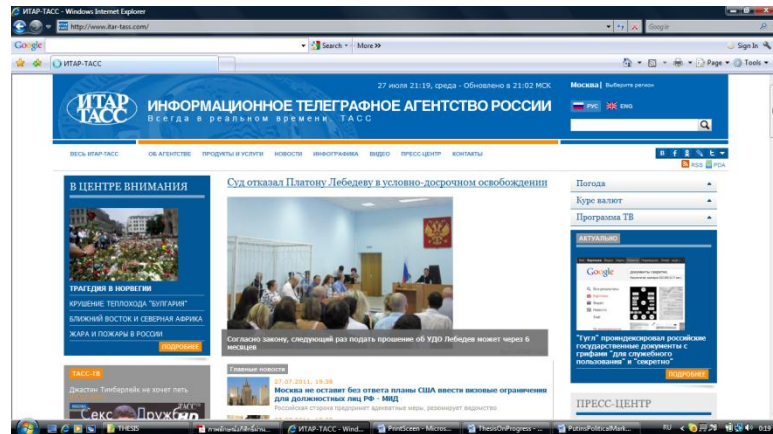 ИТАР-ТАСС - Windows Internet Explorer
http://www.itar-tass.com/
Google
Google
Search
More >>
Sign In
ИТАР-ТАСС
Page
Tools
27 июля 21:19, среда - Обновлено в 21:02 МСК
Москва | Выберите регион
ИТАР
ТАСС
ИНФОРМАЦИОННОЕ ТЕЛЕГРАФНОЕ АГЕНТСТВО РОССИИ
Всегда в реальном времени. ТАСС
РУС
ENG
ВЕСЬ ИТАР-ТАСС
ОБ АГЕНТСТВЕ
ПРОДУКТЫ И УСЛУГИ
НОВОСТИ
ИНФОГРАФИКА
ВИДЕО
ПРЕСС-ЦЕНТР
КОНТАКТЫ
RSS
PDA
В ЦЕНТРЕ ВНИМАНИЯ
ТРАГЕДИЯ В НОРВЕГИИ
КРУШЕНИЕ ТЕПЛОХОДА "БУЛГАРИЯ"
БЛИЖНИЙ ВОСТОК И СЕВЕРНАЯ АФРИКА
ЖАРА И ПОЖАРЫ В РОССИИ
ПОДРОБНЕЕ
ТАСС-ТВ
Джастин Тимберлейк не хочет петь
Суд отказал Платону Лебедеву в условно-досрочном освобождении
Согласно закону, следующий раз подать прошение об УДО Лебедев может через 6
месяцев
Главные новости
27.07.2011, 19.38
Москва не оставит без ответа планы США ввести визовые ограничения
для должностных лиц РФ - МИД
Российская сторона предпримет адекватные меры, резюмирует ведомство
Погода
Курс валют
Программа ТВ
АКТУАЛЬНО
Google
"Гугл" проиндексировал российские
государственные документы с
грифами "для служебного
пользования" и "секретно"
ПОДРОБНЕЕ
ПРЕСС-ЦЕНТР
THESIS
ИТАР-ТАСС - Wind...
PrintSceen - Micros...
ThesisOnProgress - ...
PutinsPoliticalMark...
RU
0:19